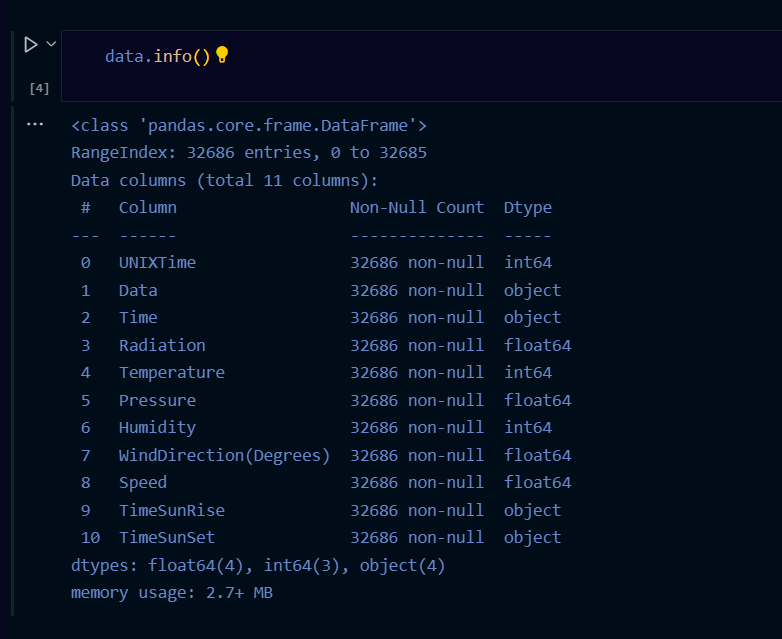 data.info()
[4]
...
<class 'pandas.core.frame.DataFrame'>
RangeIndex: 32686 entries, 0 to 32685
Data columns (total 11 columns):
 #   Column                  Non-Null Count  Dtype
---  ------                  --------------  -----
 0   UNIXTime                32686 non-null  int64
 1   Data                    32686 non-null  object
 2   Time                    32686 non-null  object
 3   Radiation               32686 non-null  float64
 4   Temperature             32686 non-null  int64
 5   Pressure                32686 non-null  float64
 6   Humidity                32686 non-null  int64
 7   WindDirection(Degrees)  32686 non-null  float64
 8   Speed                   32686 non-null  float64
 9   TimeSunRise             32686 non-null  object
 10  TimeSunSet              32686 non-null  object
dtypes: float64(4), int64(3), object(4)
memory usage: 2.7+ MB